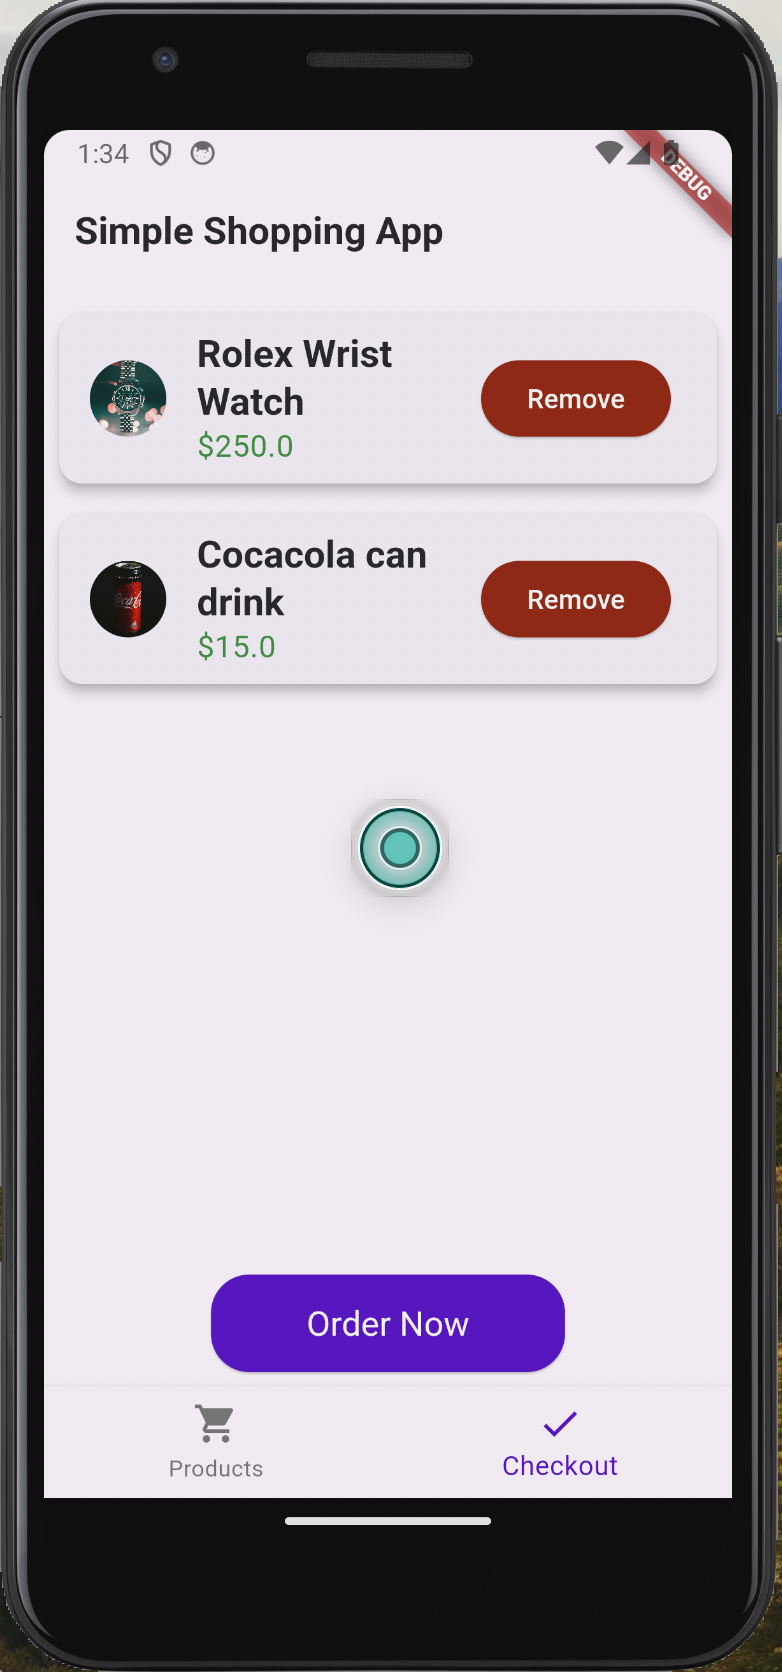 1:34
DEBUG
Simple Shopping App
Rolex Wrist
Watch
$250.0
Remove
Cocacola can
drink
$15.0
Remove
Order Now
Products
Checkout